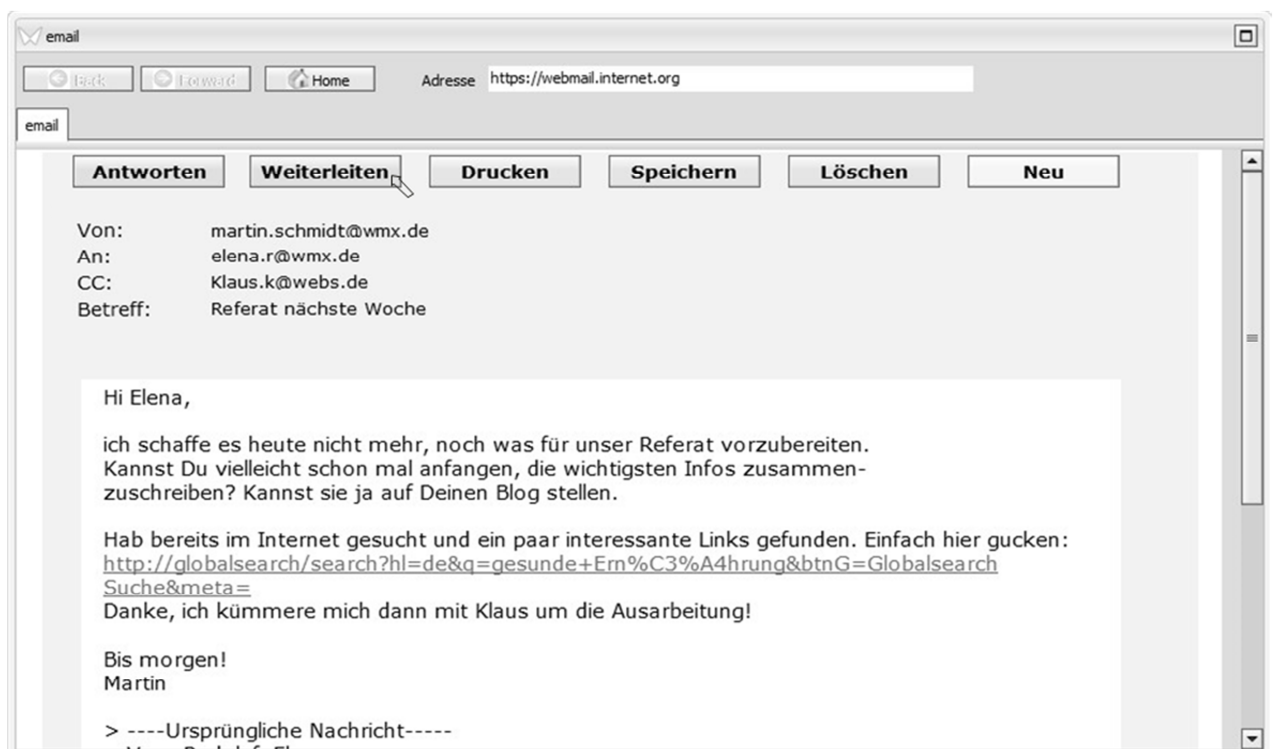 email
Back Forward Home Adresse https://webmail.internet.org
email
Antworten Weiterleiten Drucken Speichern Löschen Neu
Von: martin.schmidt@wmx.de
An: elena.r@wmx.de
CC: Klaus.k@webs.de
Betreff: Referat nächste Woche
Hi Elena,
ich schaffe es heute nicht mehr, noch was für unser Referat vorzubereiten.
Kannst Du vielleicht schon mal anfangen, die wichtigsten Infos zusammen-
zuschreiben? Kannst sie ja auf Deinen Blog stellen.
Hab bereits im Internet gesucht und ein paar interessante Links gefunden. Einfach hier gucken:
http://globalsearch/search?hl=de&q=gesunde+Ern%C3%A4hrung&btnG=Globalsearch
Suche&meta=
Danke, ich kümmere mich dann mit Klaus um die Ausarbeitung!
Bis morgen!
Martin
> ----Ursprüngliche Nachricht-----